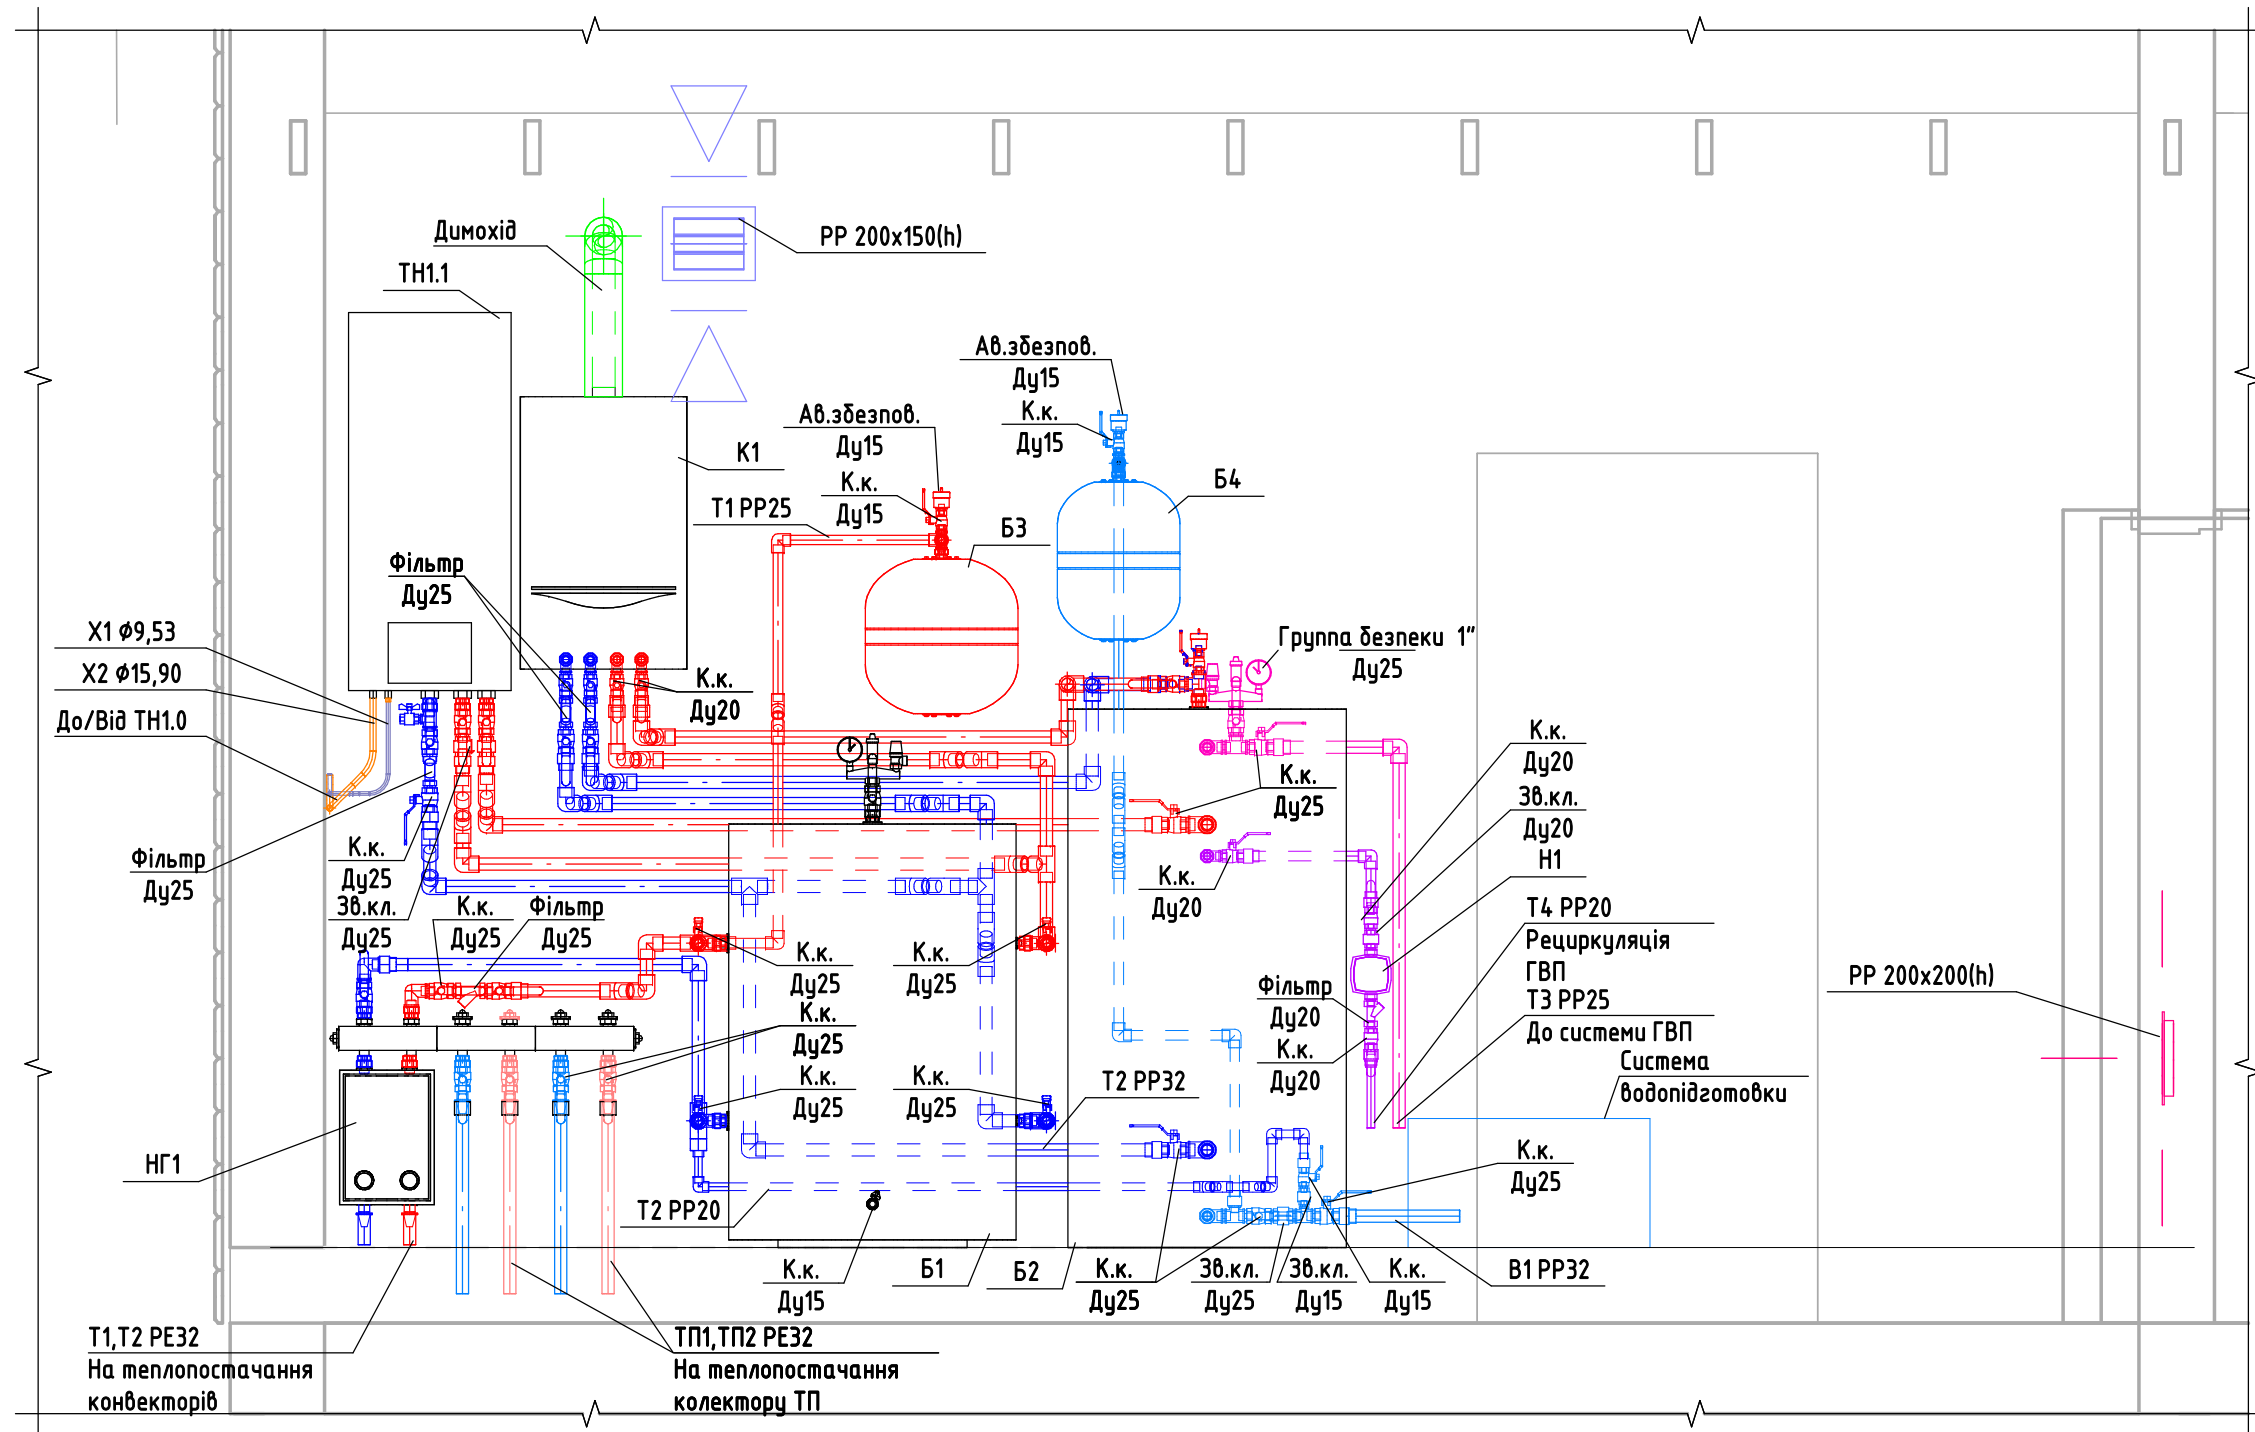 Димохід
РР 200х150(h)
ТН1.1
Ав.збезпов.
Ду15
К.к.
Ду15
Ав.збезпов.
Ду15
К.к.
Ду15
К1
Т1 РР25
Б4
Б3
Фільтр
Ду25
Х1 Ø9,53
Х2 Ø15,90
До/Від ТН1.0
К.к.
Ду20
Группа безпеки 1"
Ду25
К.к.
Ду20
Зв.кл.
Ду20
Н1
К.к.
Ду25
Фільтр
Ду25
К.к.
Ду25
Зв.кл.
Ду25
К.к.
Ду25
Фільтр
Ду25
К.к.
Ду20
Т4 РР20
Рециркуляція
ГВП
Т3 РР25
До системи ГВП
К.к.
Ду25
К.к.
Ду25
К.к.
Ду25
Фільтр
Ду20
К.к.
Ду20
РР 200х200(h)
Система
водопідготовки
К.к.
Ду25
К.к.
Ду25
Т2 РР32
НГ1
Т2 РР20
К.к.
Ду25
К.к.
Ду15
Б1
Б2
К.к.
Ду25
Зв.кл.
Ду25
Зв.кл.
Ду15
К.к.
Ду15
В1 РР32
Т1,Т2 РЕ32
На теплопостачання
конвекторів
ТП1,ТП2 РЕ32
На теплопостачання
колектору ТП